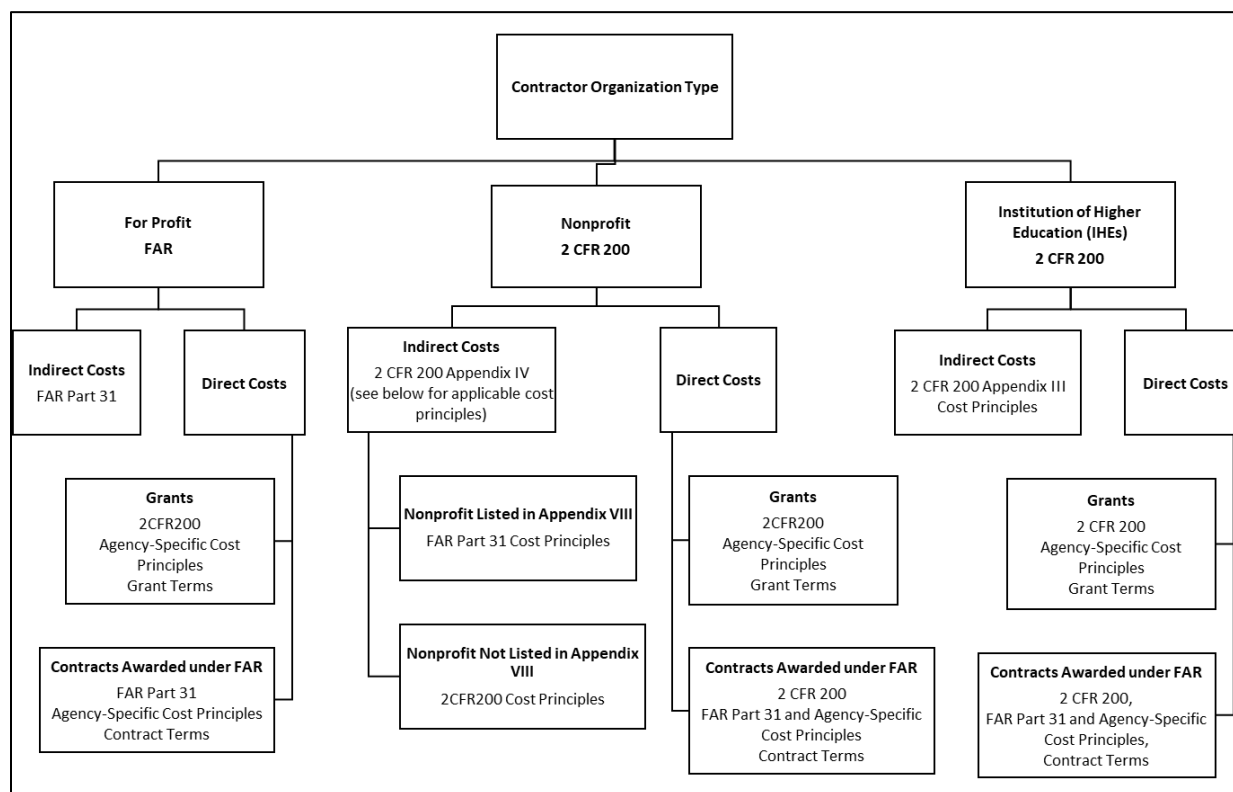 Contractor Organization Type
For Profit
FAR
Nonprofit
2 CFR 200
Institution of Higher
Education (IHEs)
2 CFR 200
Indirect Costs
FAR Part 31
Direct Costs
Indirect Costs
2 CFR 200 Appendix IV
(see below for applicable cost
principles)
Direct Costs
Indirect Costs
2 CFR 200 Appendix III
Cost Principles
Direct Costs
Grants
2CFR200
Agency-Specific Cost
Principles
Grant Terms
Nonprofit Listed in Appendix VIII
FAR Part 31 Cost Principles
Grants
2CFR200
Agency-Specific Cost
Principles
Grant Terms
Grants
2 CFR 200
Agency-Specific Cost
Principles
Grant Terms
Contracts Awarded under FAR
FAR Part 31
Agency-Specific Cost Principles
Contract Terms
Nonprofit Not Listed in Appendix
VIII
2CFR200 Cost Principles
Contracts Awarded under FAR
2 CFR 200
FAR Part 31 and Agency-Specific
Cost Principles
Contract Terms
Contracts Awarded under FAR
2 CFR 200,
FAR Part 31 and Agency-Specific
Cost Principles,
Contract Terms